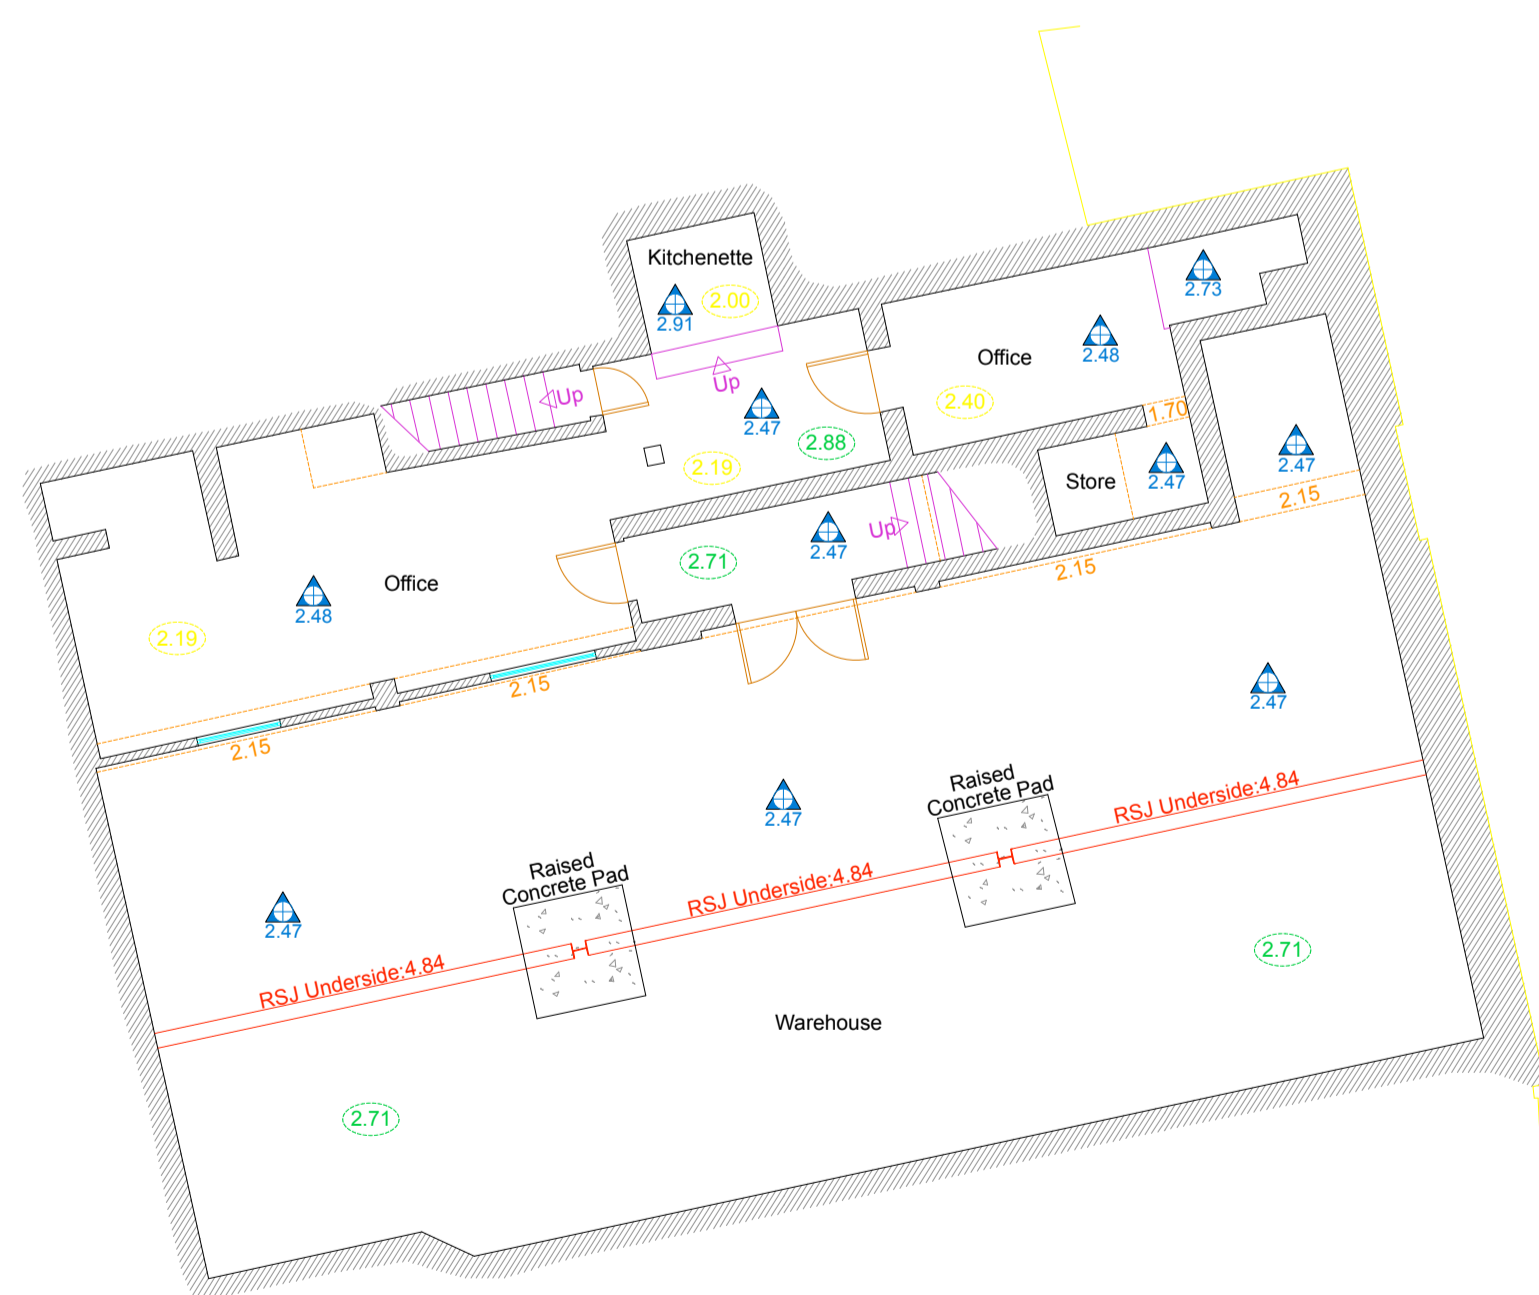 Kitchenette
2.00
2.91
2.73
Office
2.48
Up
Up
2.47
2.40
1.70
2.88
2.19
Store
2.47
2.47
2.15
Up
2.47
2.71
2.15
Office
2.48
2.19
2.15
2.15
2.47
Raised
Concrete Pad
RSJ Underside:4.84
2.47
Raised
Concrete Pad
RSJ Underside:4.84
2.47
RSJ Underside:4.84
2.71
Warehouse
2.71